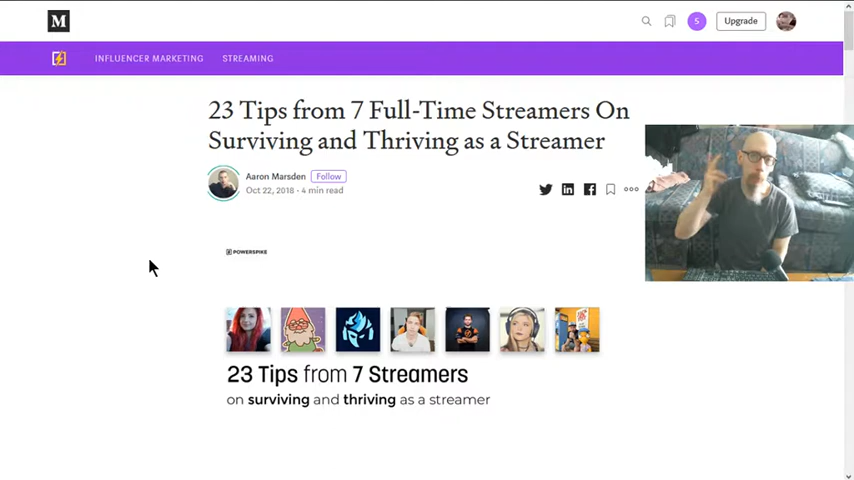 M
5
Upgrade
INFLUENCER MARKETING STREAMING
23 Tips from 7 Full-Time Streamers On
Surviving and Thriving as a Streamer
Aaron Marsden Follow
Oct 22, 2018 · 4 min read
POWERSPIKE
23 Tips from 7 Streamers
on surviving and thriving as a streamer